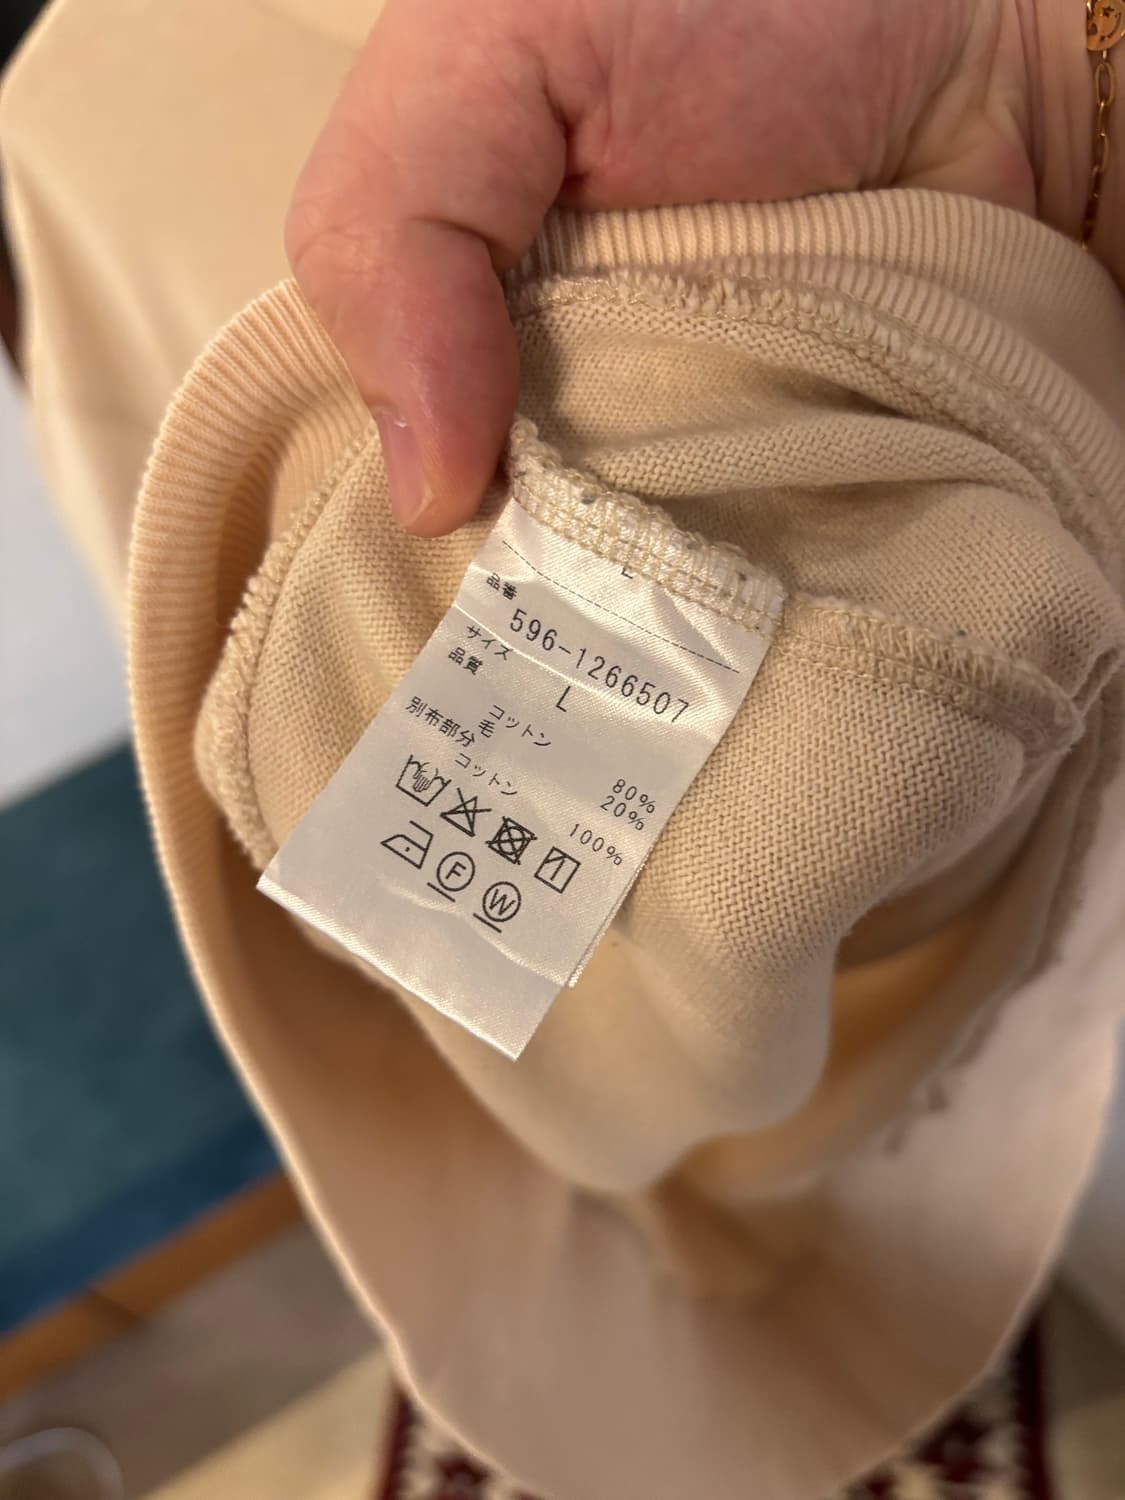 品番
596-1266507
サイズ
L
品質
コットン 80%
毛 20%
別布部分
コットン 100%
F W